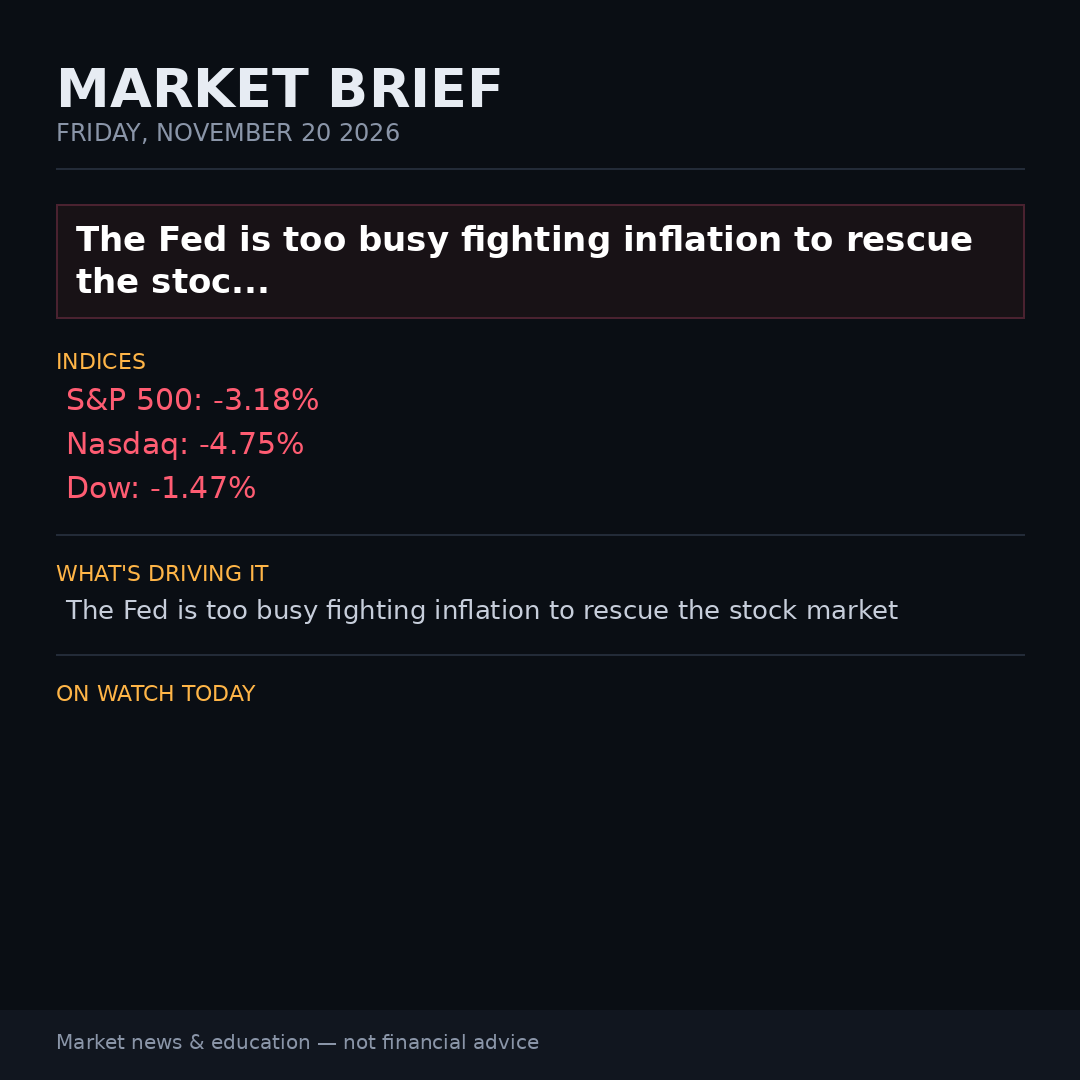 MARKET BRIEF
FRIDAY, NOVEMBER 20 2026
The Fed is too busy fighting inflation to rescue
the stoc...
INDICES
S&P 500: -3.18%
Nasdaq: -4.75%
Dow: -1.47%
WHAT'S DRIVING IT
The Fed is too busy fighting inflation to rescue the stock market
ON WATCH TODAY
Market news & education — not financial advice